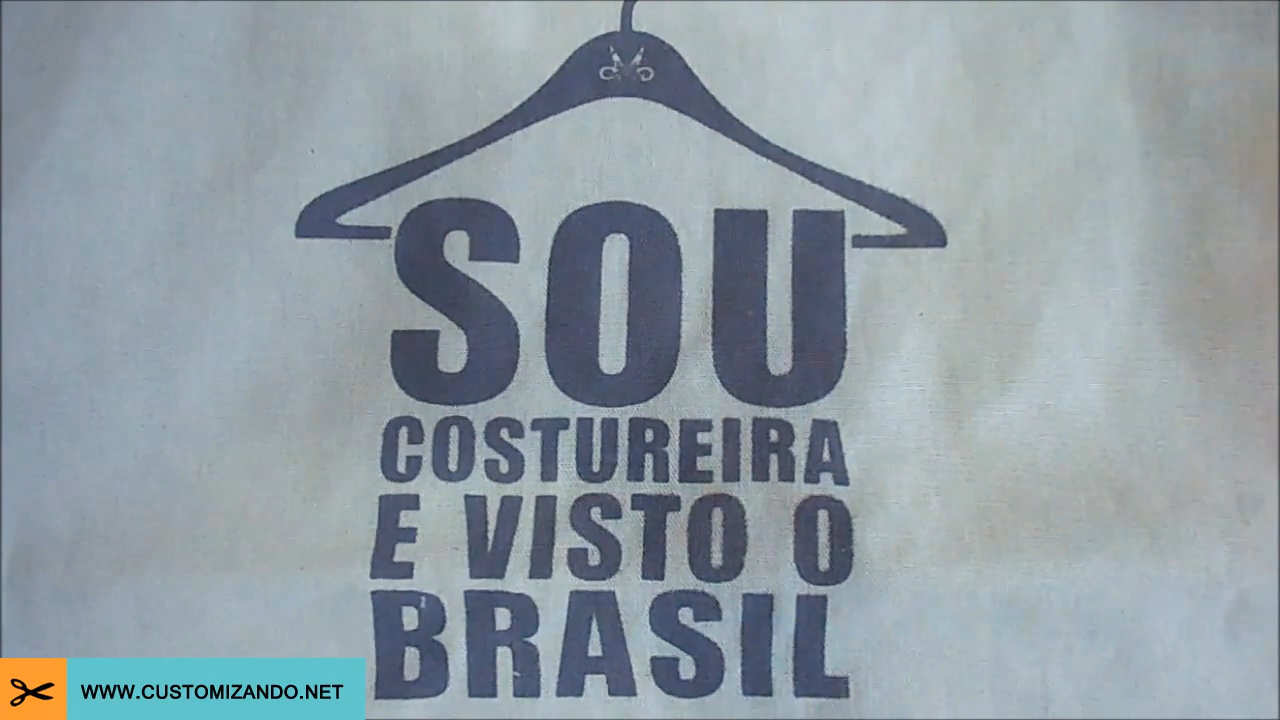 SOU
COSTUREIRA
E VISTO O
BRASIL
WWW.CUSTOMIZANDO.NET